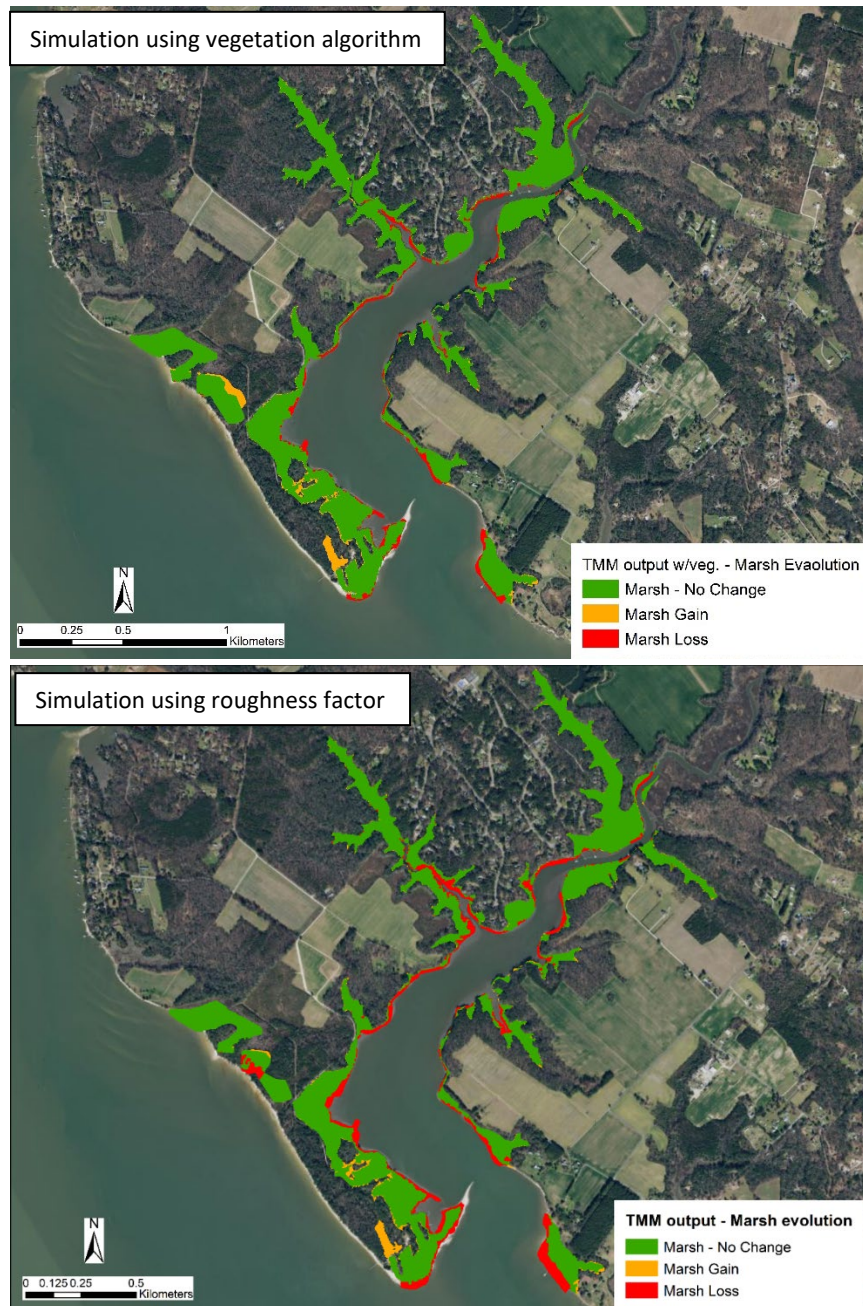 Simulation using vegetation algorithm
N
0 0.25 0.5 1
Kilometers
TMM output w/veg. - Marsh Evaolution
Marsh - No Change
Marsh Gain
Marsh Loss
Simulation using roughness factor
N
0 0.125 0.25 0.5
Kilometers
TMM output - Marsh evolution
Marsh - No Change
Marsh Gain
Marsh Loss